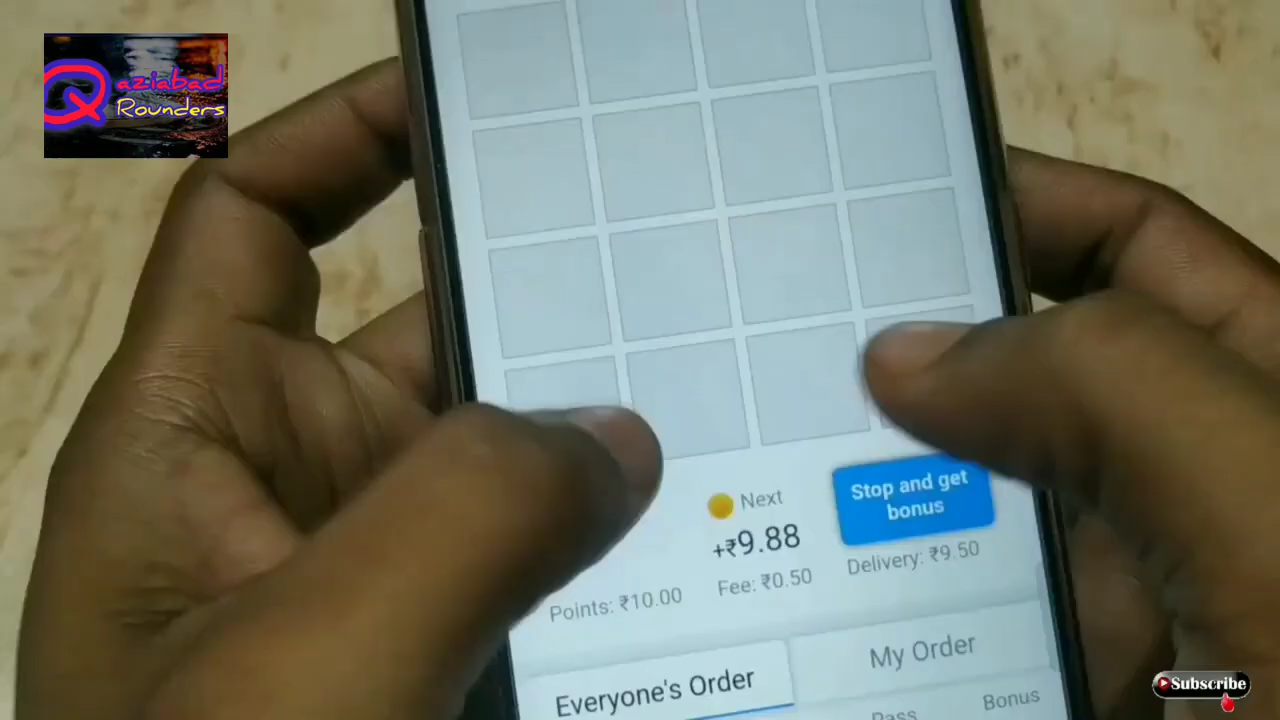 Qaziabad
Rounders
Next
+₹9.88
Stop and get
bonus
Points: ₹10.00
Fee: ₹0.50
Delivery: ₹9.50
Everyone's Order
My Order
Pass
Bonus
Subscribe